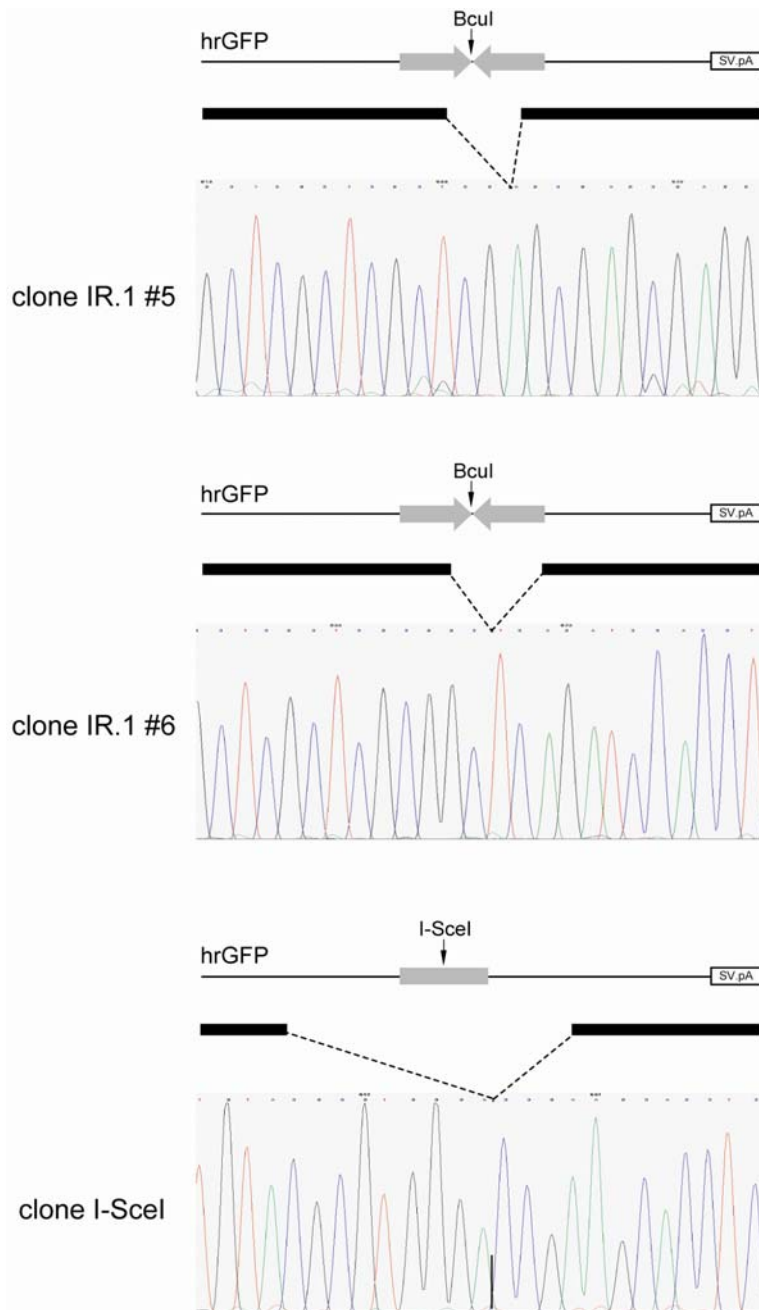 BcuI
hrGFP
SV.pA
clone IR.1 #5
BcuI
hrGFP
SV.pA
clone IR.1 #6
I-SceI
hrGFP
SV.pA
clone I-SceI